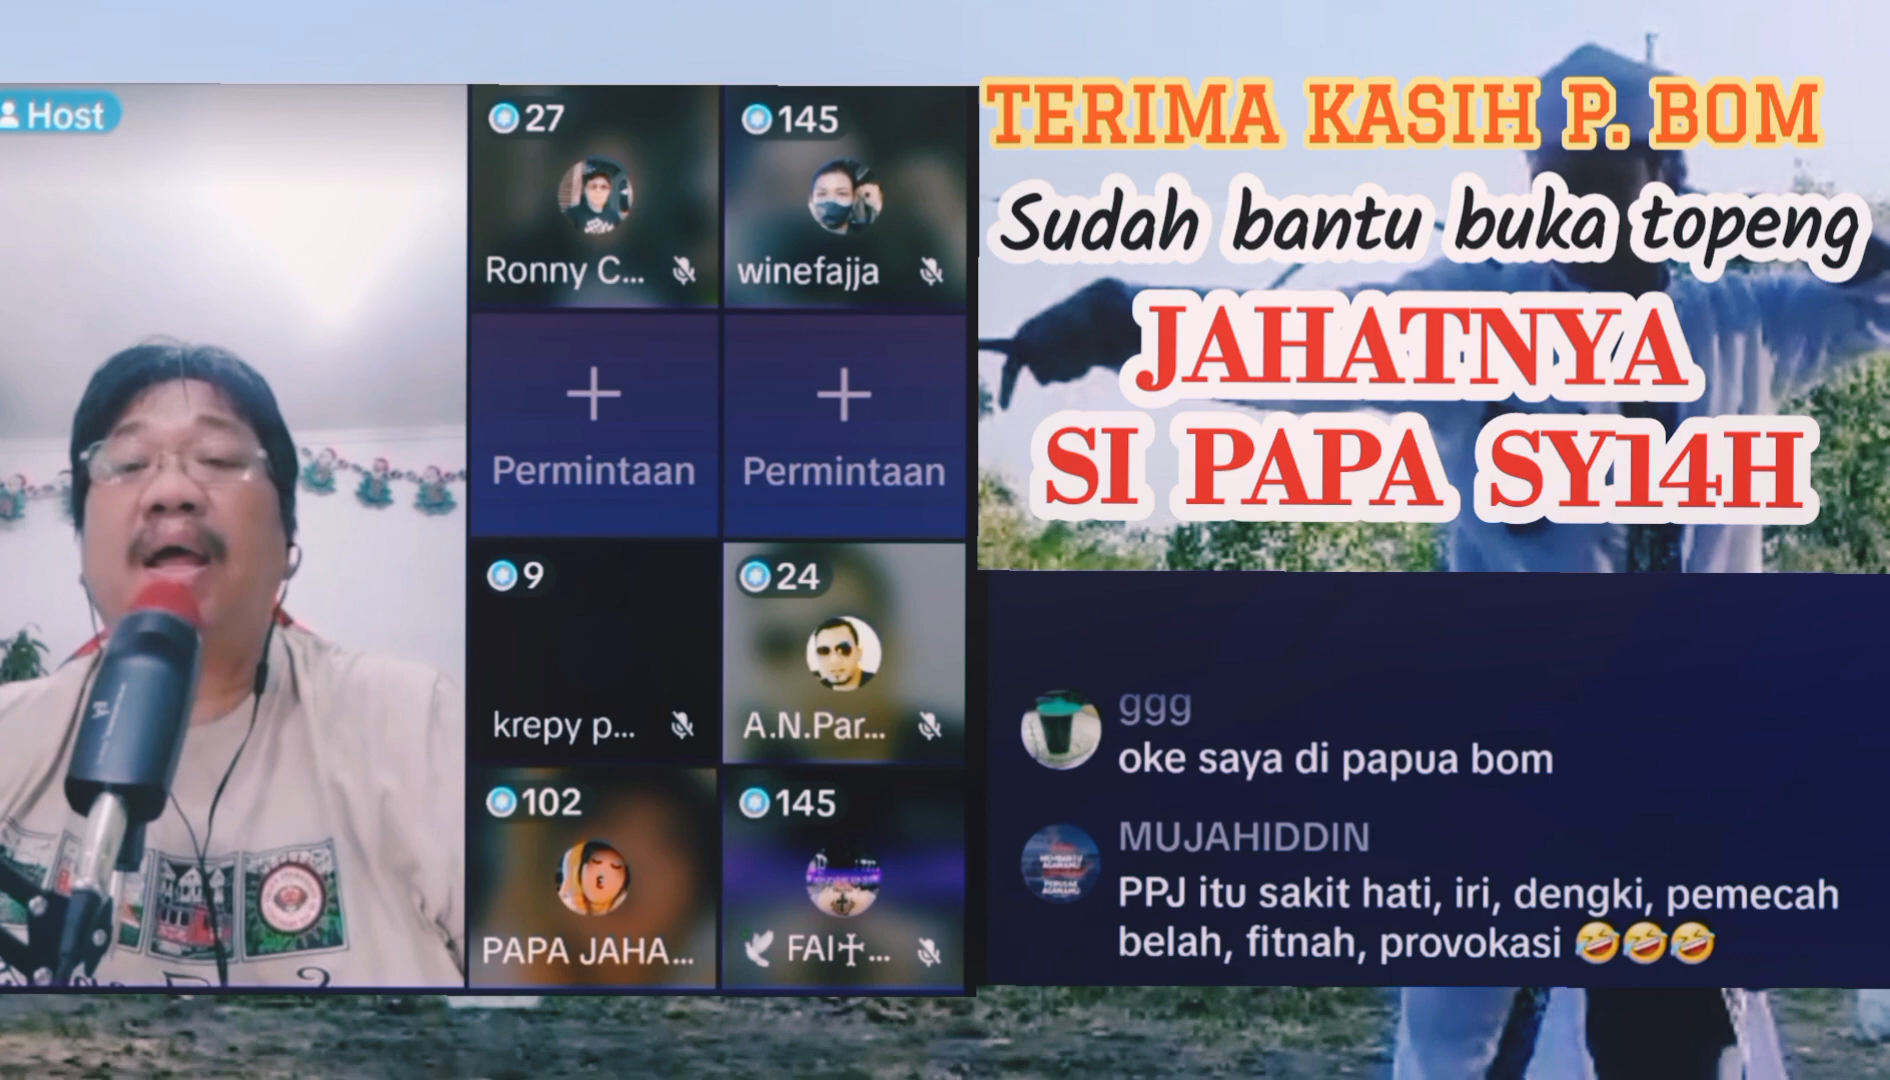 Host
27
Ronny C...
145
winefajja
Permintaan
Permintaan
9
krepy p...
24
A.N.Par...
102
PAPA JAHA...
145
FAI✝...
TERIMA KASIH P. BOM
Sudah bantu buka topeng
JAHATNYA
SI PAPA SY14H
ggg
oke saya di papua bom
MUJAHIDDIN
PPJ itu sakit hati, iri, dengki, pemecah
belah, fitnah, provokasi 🤣🤣🤣